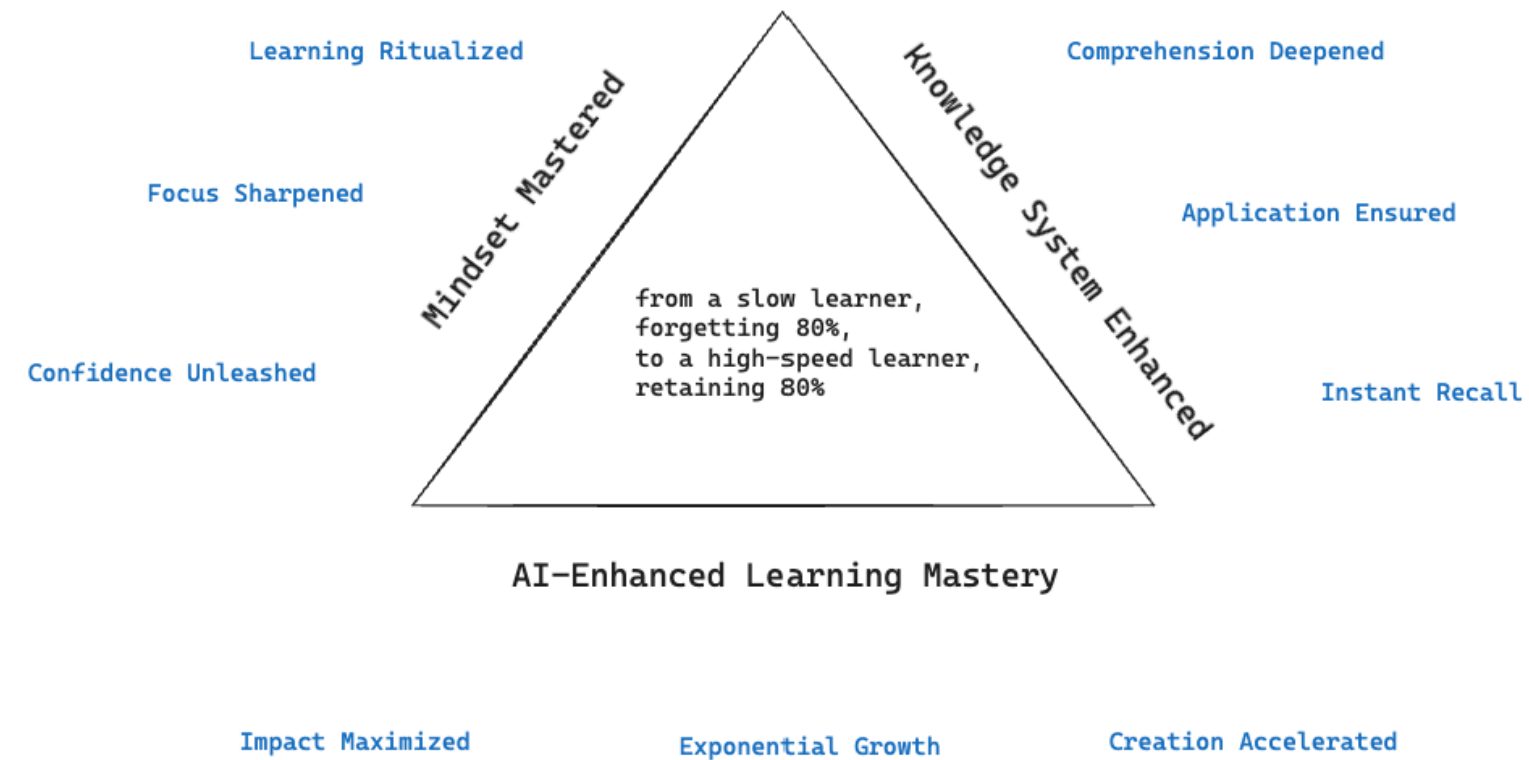 Learning Ritualized
Comprehension Deepened
Mindset Mastered
Knowledge System Enhanced
Focus Sharpened
Application Ensured
from a slow learner,
forgetting 80%,
to a high-speed learner,
retaining 80%
Confidence Unleashed
Instant Recall
AI-Enhanced Learning Mastery
Impact Maximized
Exponential Growth
Creation Accelerated